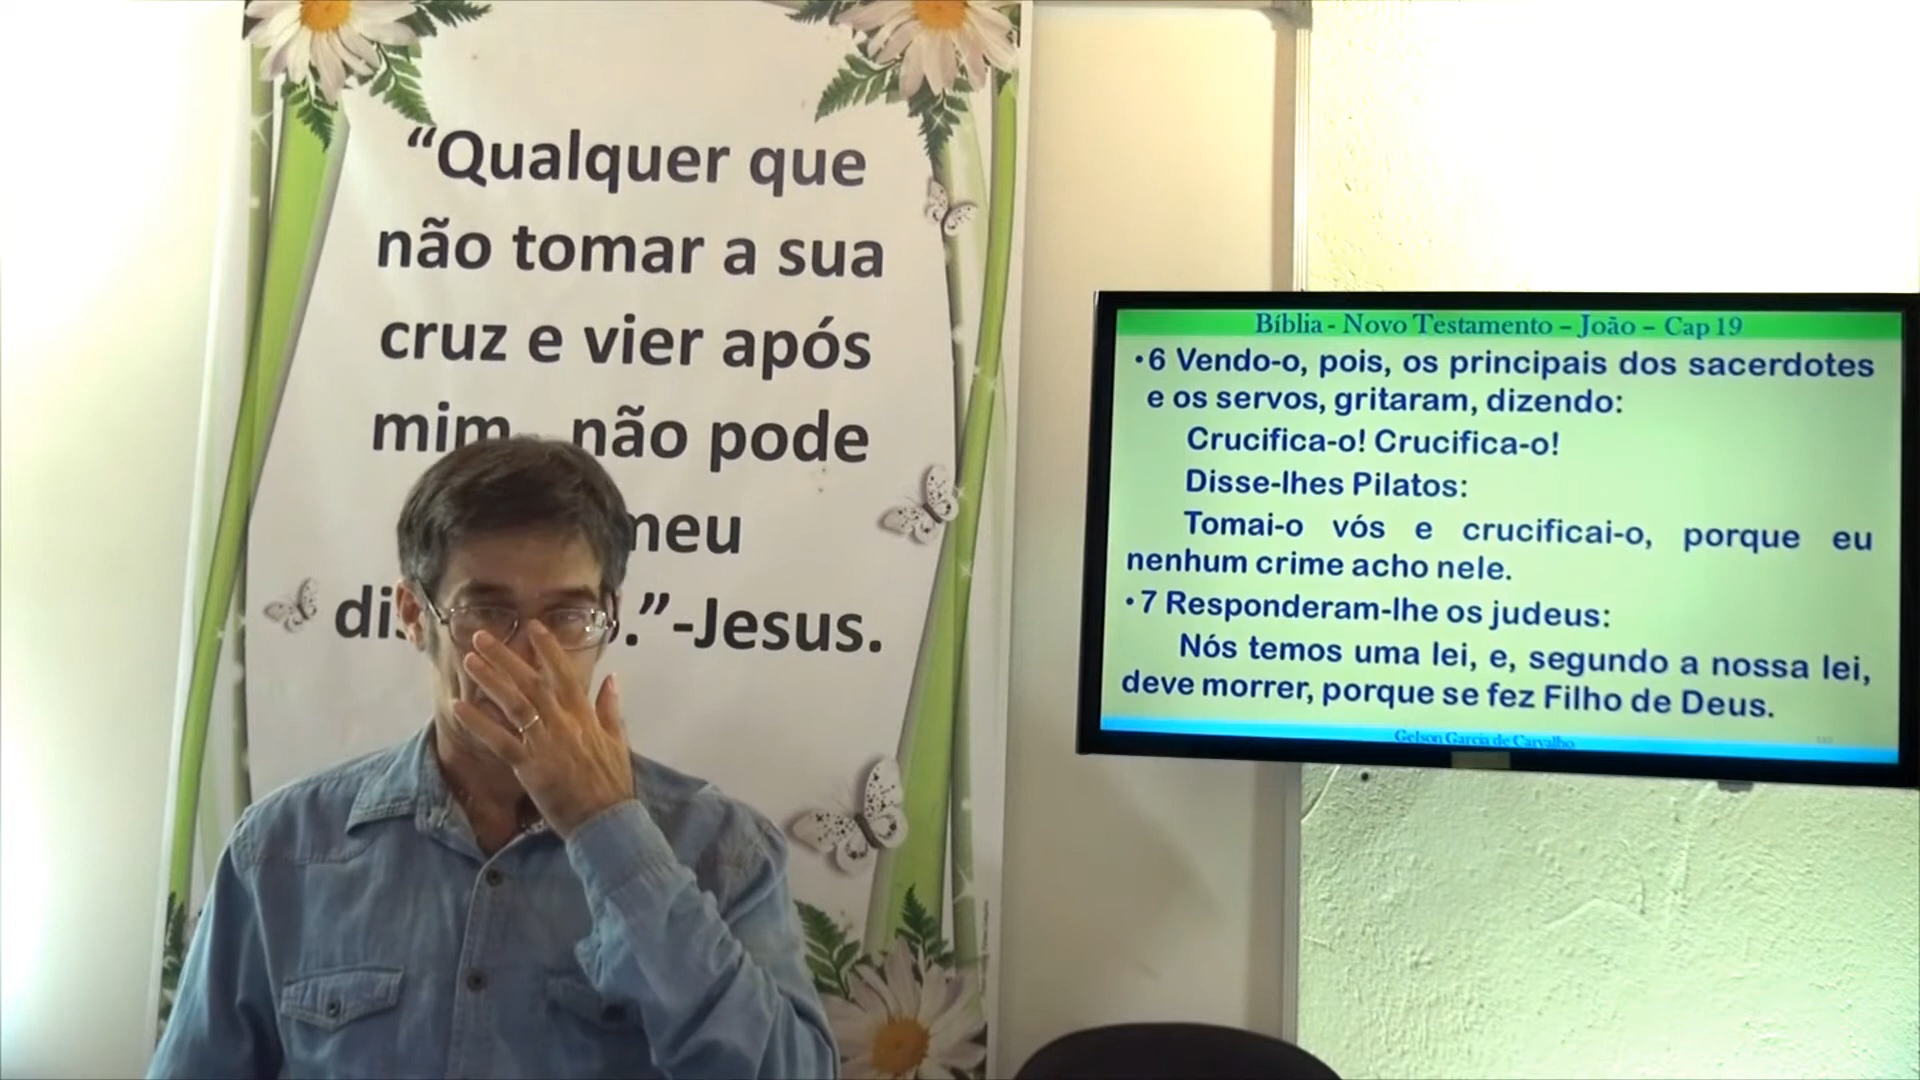 “Qualquer que
não tomar a sua
cruz e vier após
não pode
meu
.”-Jesus.
Bíblia - Novo Testamento – João – Cap 19
•6 Vendo-o, pois, os principais dos sacerdotes
e os servos, gritaram, dizendo:
Crucifica-o! Crucifica-o!
Disse-lhes Pilatos:
Tomai-o vós e crucificai-o, porque eu
nenhum crime acho nele.
•7 Responderam-lhe os judeus:
Nós temos uma lei, e, segundo a nossa lei,
deve morrer, porque se fez Filho de Deus.
Gelson Garcia de Carvalho